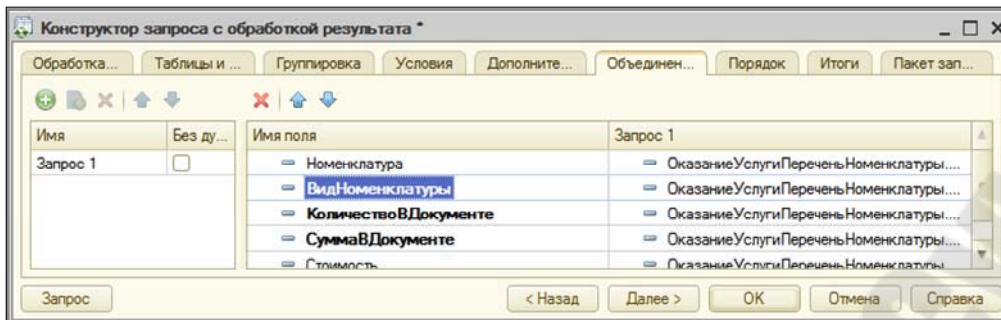 Конструктор запроса с обработкой результата *
Обработка... Таблицы и ... Группировка Условия Дополните... Объединен... Порядок Итоги Пакет зап...
Имя Без ду... Имя поля Запрос 1
Запрос 1 Номенклатура ОказаниеУслугиПереченьНоменклатуры....
ВидНоменклатуры ОказаниеУслугиПереченьНоменклатуры....
КоличествоВДокументе ОказаниеУслугиПереченьНоменклатуры....
СуммаВДокументе ОказаниеУслугиПереченьНоменклатуры....
Стоимость ОказаниеУслугиПереченьНоменклатуры
Запрос < Назад Далее > OK Отмена Справка